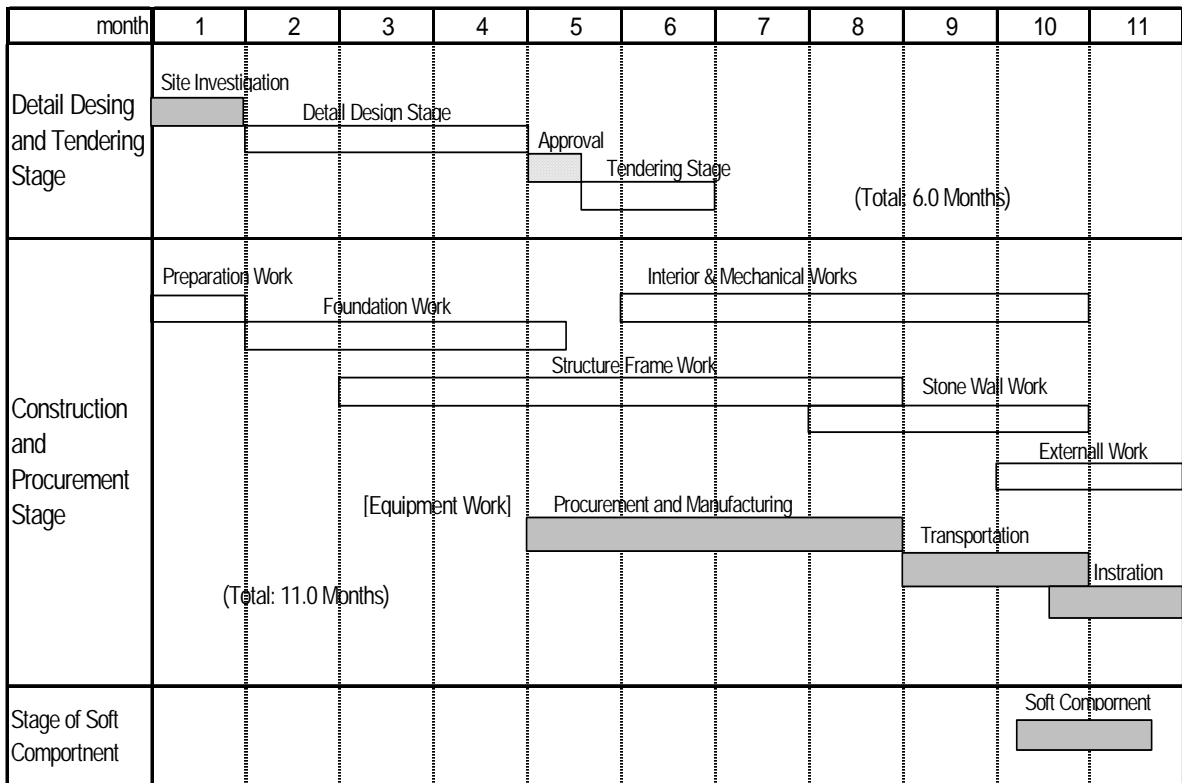 month 1 2 3 4 5 6 7 8 9 10 11
Detail Desing
and Tendering
Stage
Site Investigation
Detail Design Stage
Approval
Tendering Stage
(Total: 6.0 Months)
Construction
and
Procurement
Stage
Preparation Work
Interior & Mechanical Works
Foundation Work
Structure Frame Work
Stone Wall Work
Externall Work
[Equipment Work]
Procurement and Manufacturing
Transportation
Instration
(Total: 11.0 Months)
Stage of Soft
Comportnent
Soft Compornent